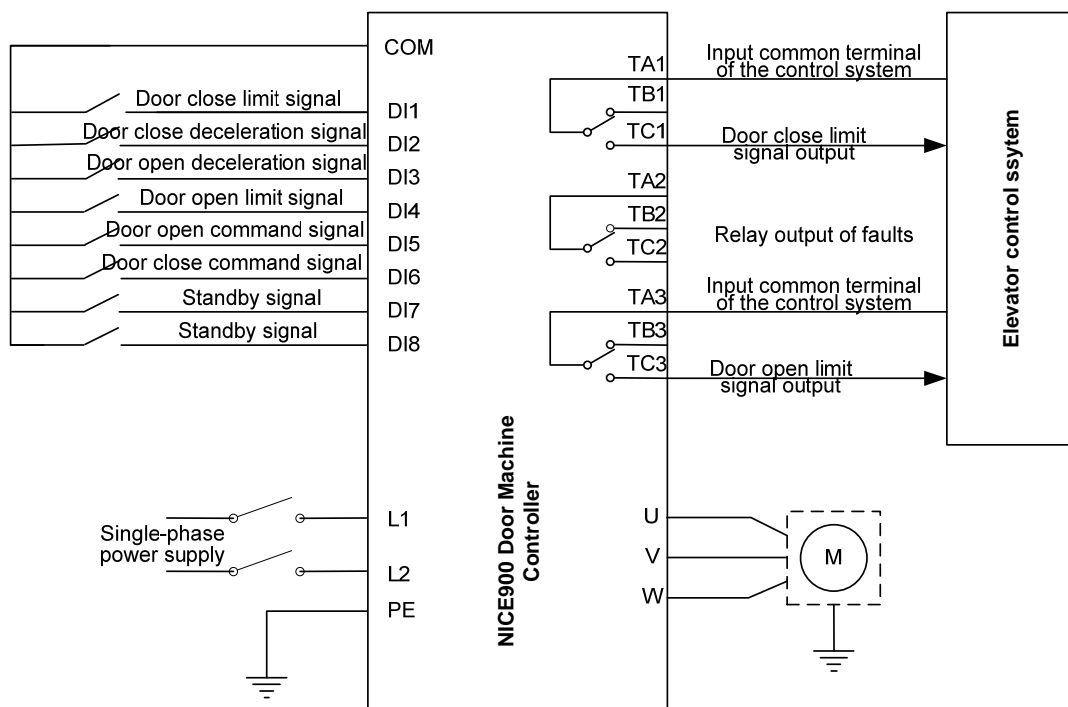 COM
Door close limit signal
DI1
Door close deceleration signal
DI2
Door open deceleration signal
DI3
Door open limit signal
DI4
Door open command signal
DI5
Door close command signal
DI6
Standby signal
DI7
Standby signal
DI8
Single-phase
power supply
L1
L2
PE
NICE900 Door Machine
Controller
TA1
TB1
TC1
TA2
TB2
TC2
TA3
TB3
TC3
U
V
W
Input common terminal
of the control system
Door close limit
signal output
Relay output of faults
Input common terminal
of the control system
Door open limit
signal output
M
Elevator control ssytem